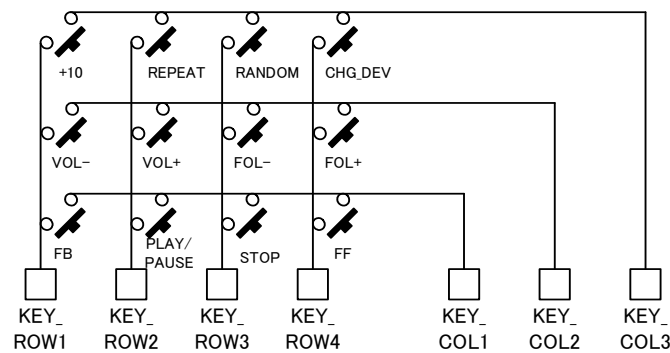 +10 REPEAT RANDOM CHG_DEV
VOL- VOL+ FOL- FOL+
FB PLAY/
PAUSE STOP FF
KEY_ KEY_ KEY_ KEY_ KEY_ KEY_ KEY_
ROW1 ROW2 ROW3 ROW4 COL1 COL2 COL3